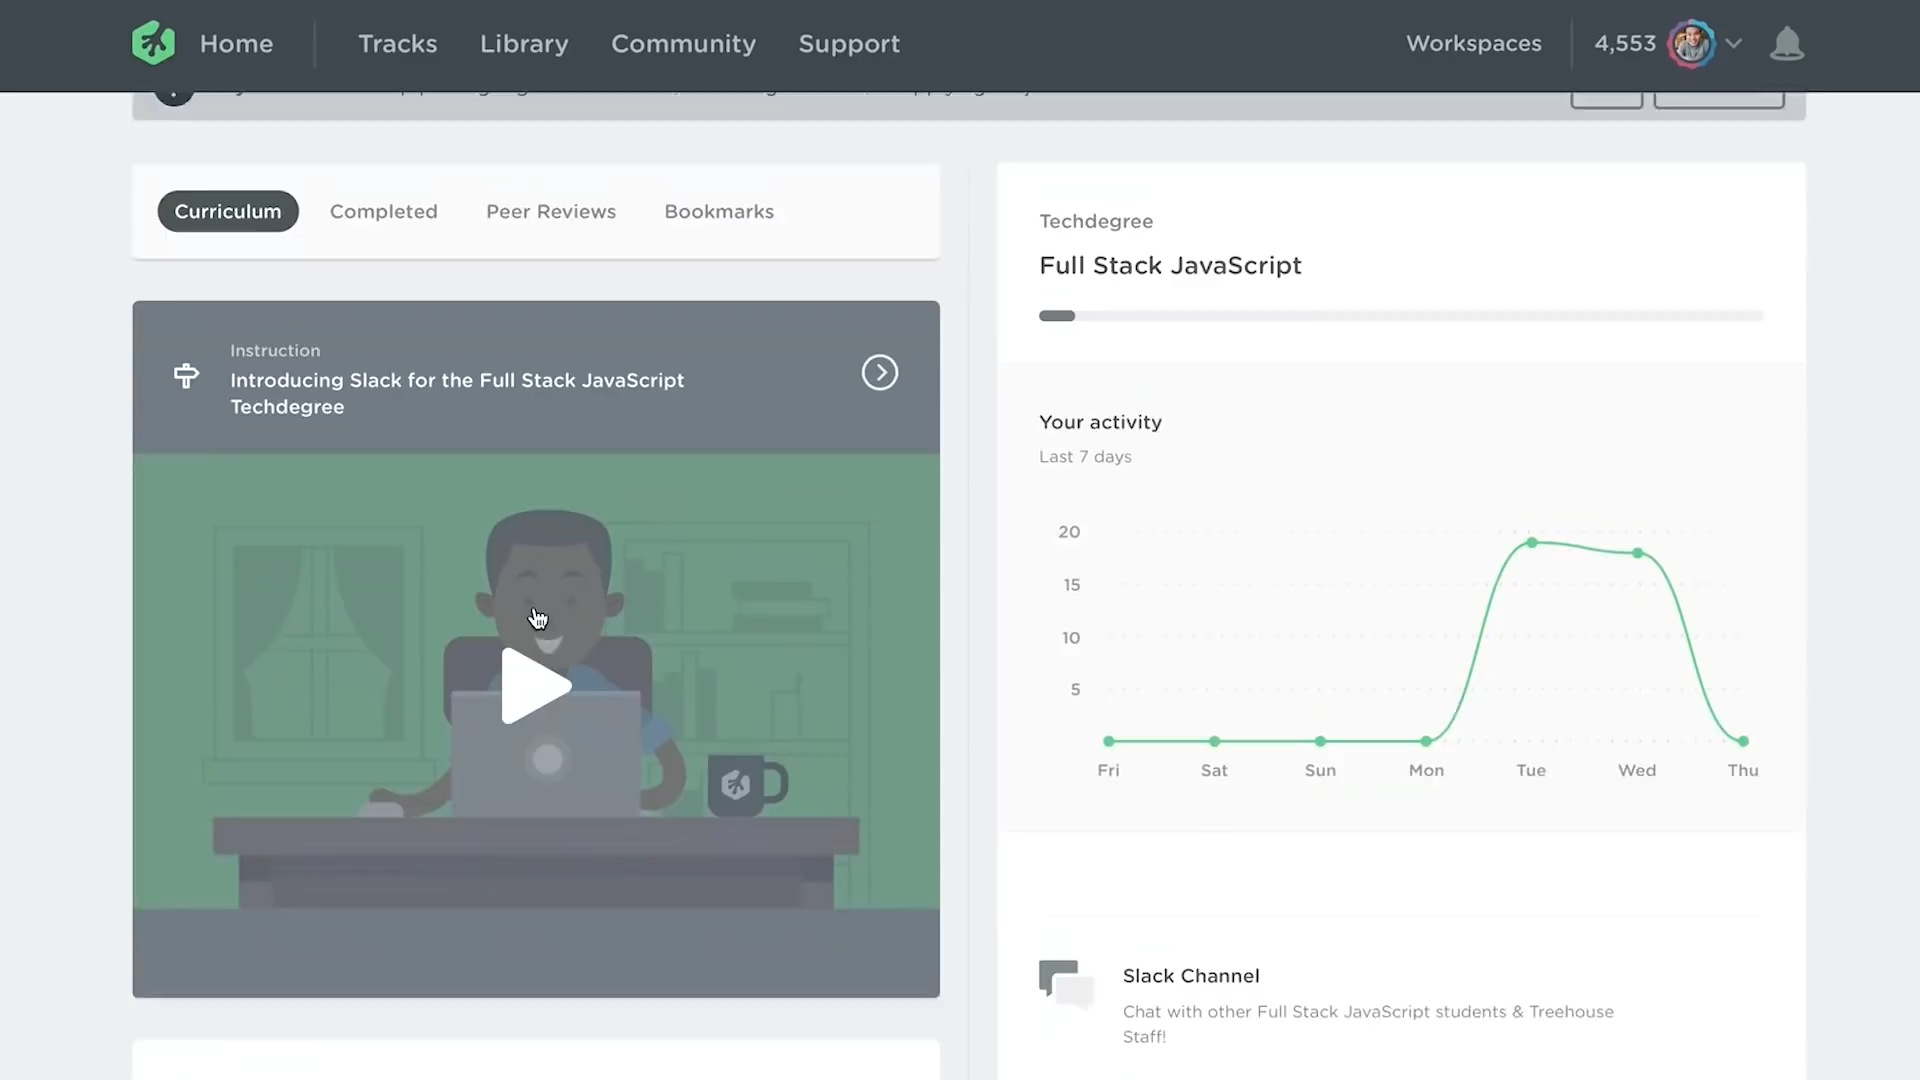 Home
Tracks
Library
Community
Support
Workspaces
4,553
Curriculum
Completed
Peer Reviews
Bookmarks
Instruction
Introducing Slack for the Full Stack JavaScript
Techdegree
Techdegree
Full Stack JavaScript
Your activity
Last 7 days
20
15
10
5
Fri
Sat
Sun
Mon
Tue
Wed
Thu
Slack Channel
Chat with other Full Stack JavaScript students & Treehouse
Staff!